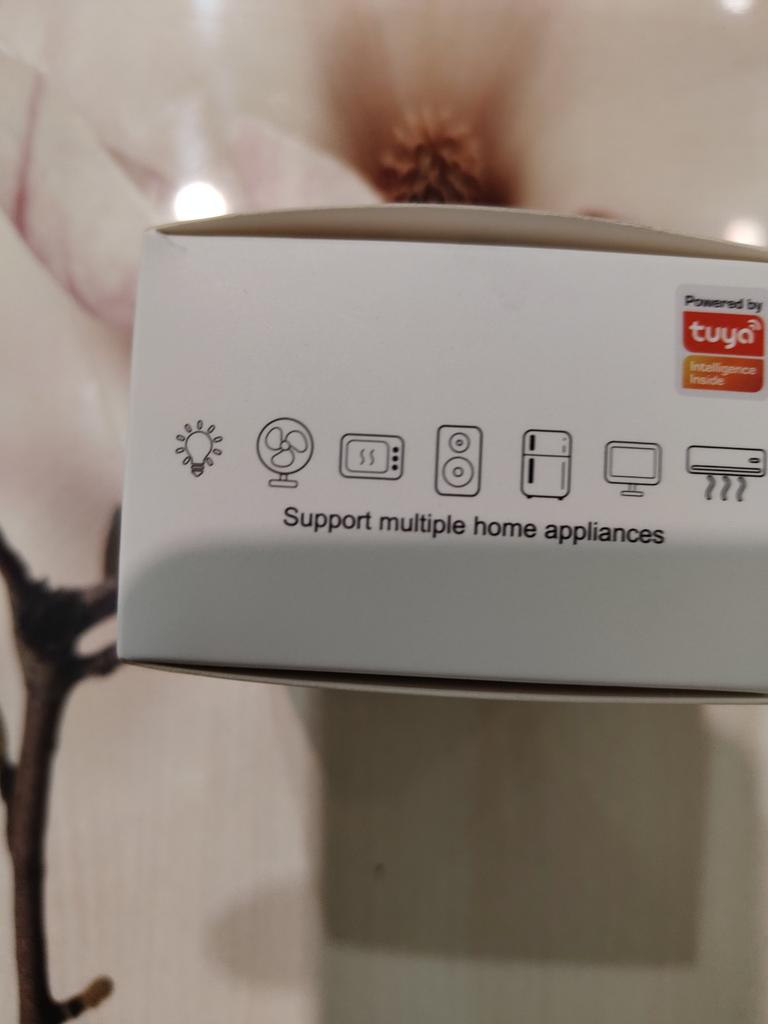 Powered by
tuya
Intelligence
Inside
Support multiple home appliances